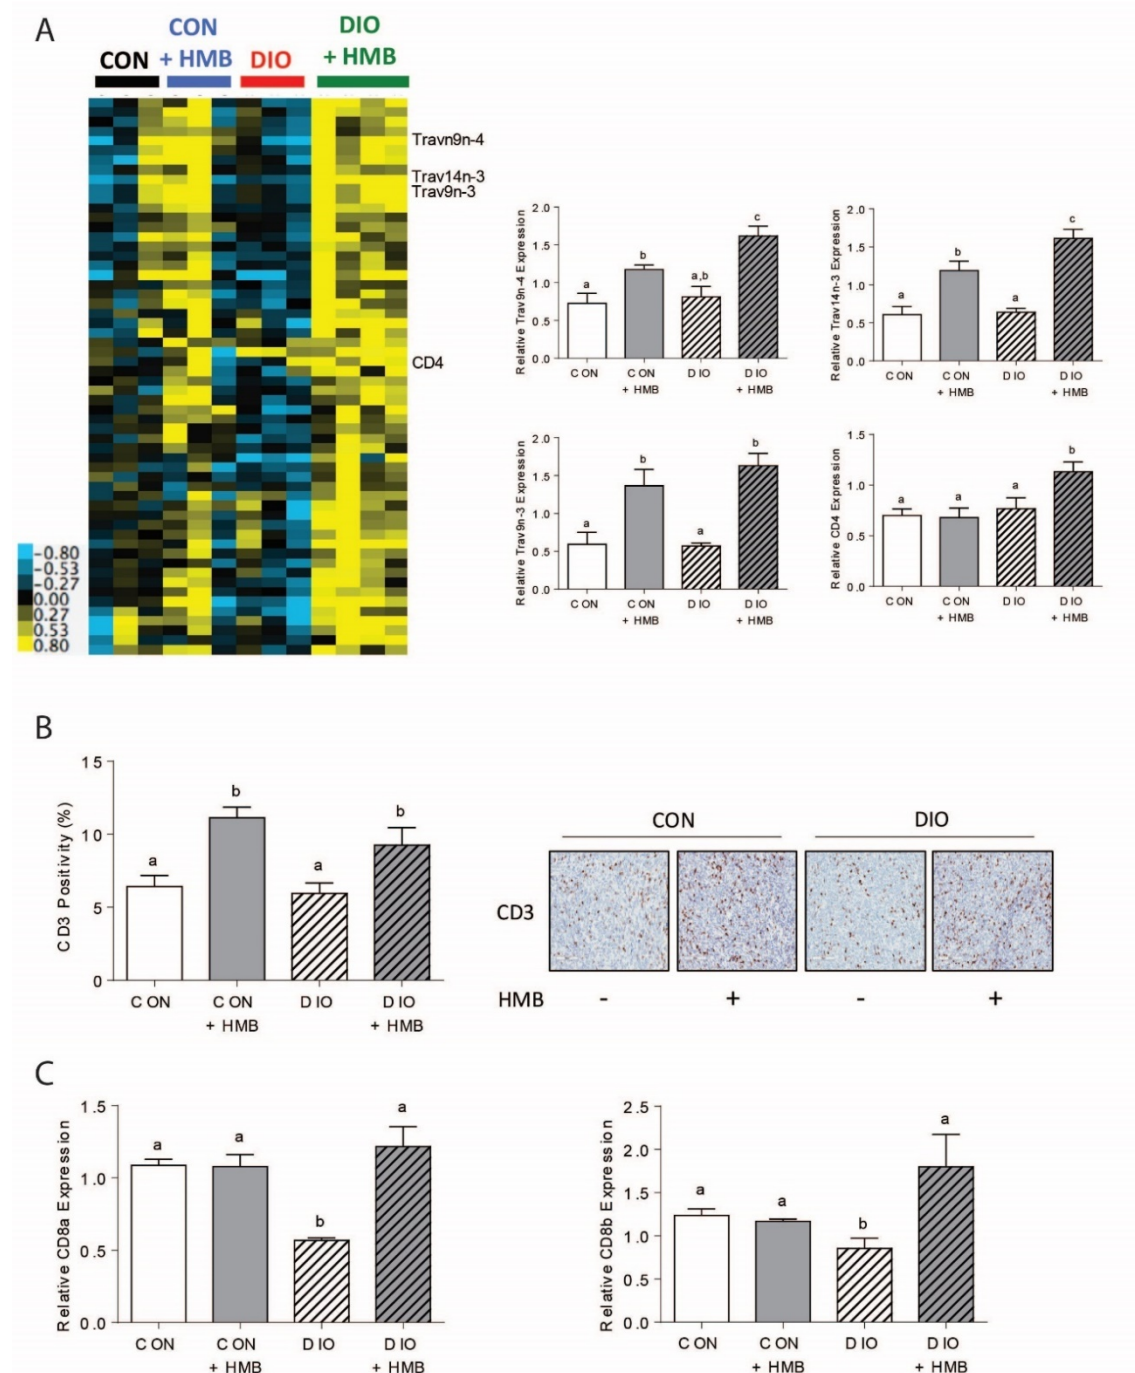 A
CON
CON
+ HMB
DIO
DIO
+ HMB
Travn9n-4
Trav14n-3
Trav9n-3
CD4
-0.80
-0.53
-0.27
0.00
0.27
0.53
0.80
Relative Trav9n-4 Expression
2.0
1.5
1.0
0.5
0.0
a
b
a,b
c
CON
CON
+ HMB
DIO
DIO
+ HMB
Relative Trav14n-3 Expression
2.0
1.5
1.0
0.5
0.0
a
b
a
c
CON
CON
+ HMB
DIO
DIO
+ HMB
Relative Trav9n-3 Expression
2.0
1.5
1.0
0.5
0.0
a
b
a
b
CON
CON
+ HMB
DIO
DIO
+ HMB
Relative CD4 Expression
1.5
1.0
0.5
0.0
a
a
a
b
CON
CON
+ HMB
DIO
DIO
+ HMB
B
CD3 Positivity (%)
15
10
5
0
a
b
a
b
CON
CON
+ HMB
DIO
DIO
+ HMB
CON
DIO
CD3
HMB - + - +
C
Relative CD8a Expression
1.5
1.0
0.5
0.0
a
a
b
a
CON
CON
+ HMB
DIO
DIO
+ HMB
Relative CD8b Expression
2.5
2.0
1.5
1.0
0.5
0.0
a
a
b
a
CON
CON
+ HMB
DIO
DIO
+ HMB